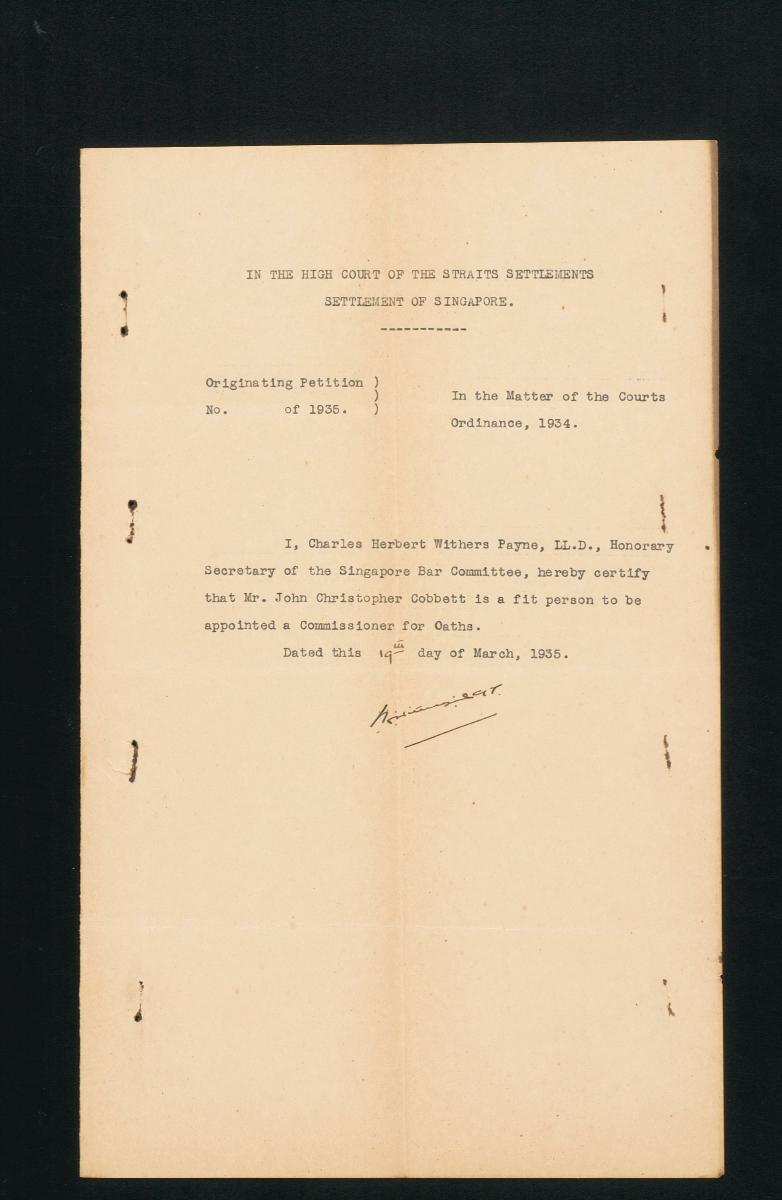 IN THE HIGH COURT OF THE STRAITS SETTLEMENTS
SETTLEMENT OF SINGAPORE.
-----------
Originating Petition )
)
No. of 1935. )
In the Matter of the Courts
Ordinance, 1934.
I, Charles Herbert Withers Payne, LL.D., Honorary
Secretary of the Singapore Bar Committee, hereby certify
that Mr. John Christopher Cobbett is a fit person to be
appointed a Commissioner for Oaths.
Dated this 19th day of March, 1935.